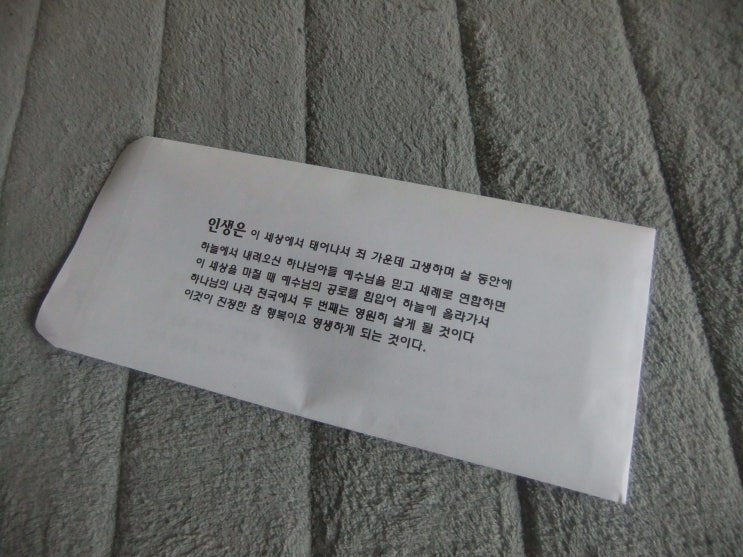 인생은 이 세상에서 태어나서 죄 가운데 고생하며 살 동안에
하늘에서 내려오신 하나님아들 예수님을 믿고 세례로 연합하면
이 세상을 마칠 때 예수님의 공로를 힘입어 하늘에 올라가서
하나님의 나라 천국에서 두 번째는 영원히 살게 될 것이다
이것이 진정한 참 행복이요 영생하게 되는 것이다.